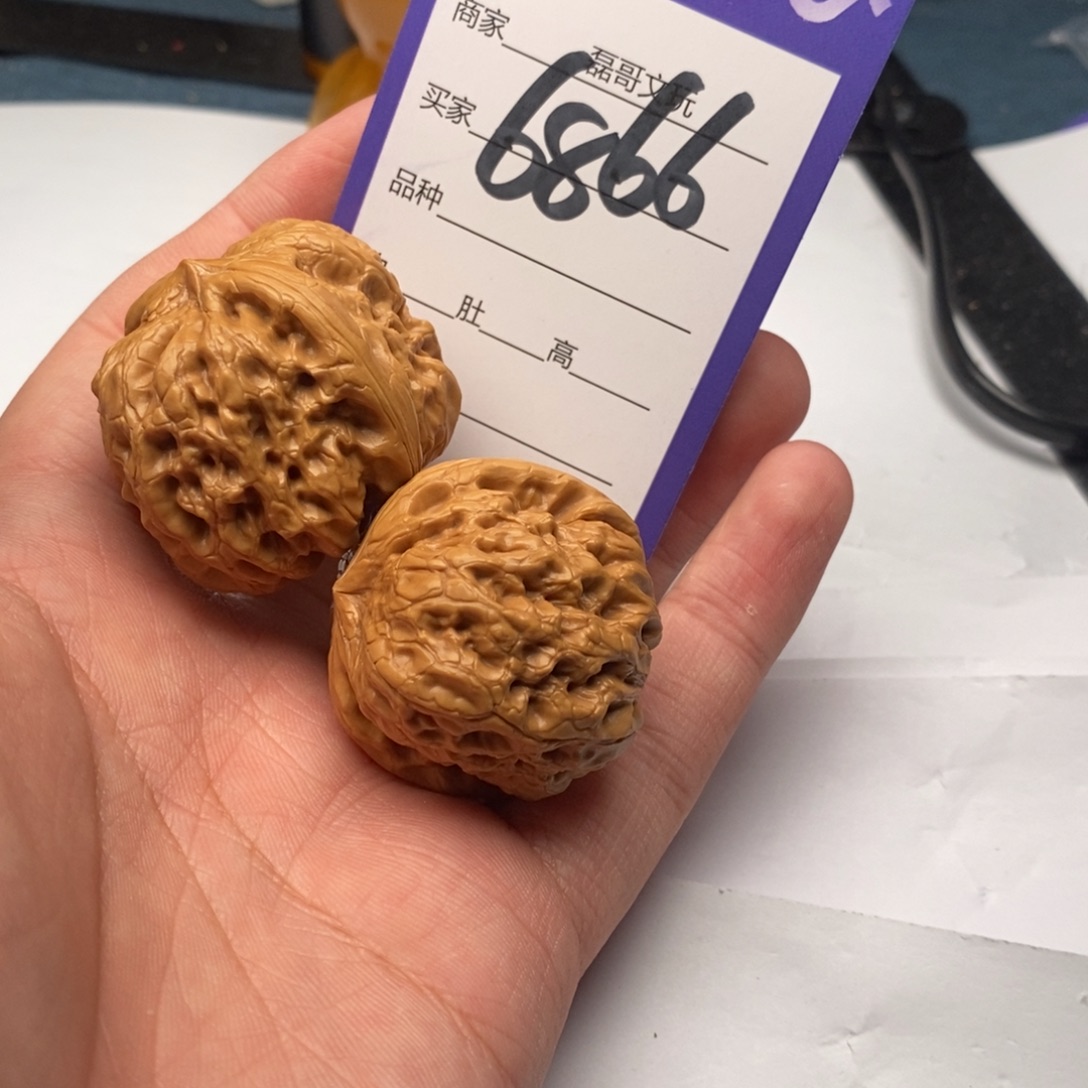 商家 磊哥文玩
6866
买家
品种
肚 高